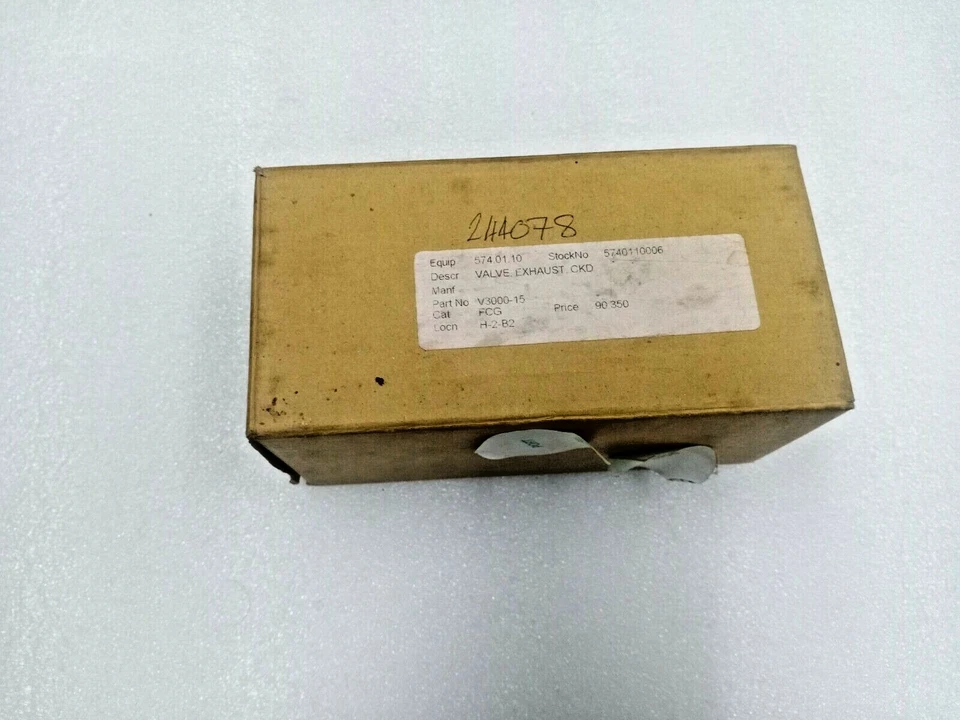 244078
Equip 574.01.10 StockNo 5740110006
Descr VALVE, EXHAUST, CKD
Manf
Part No V3000-15
Cat FCG Price 90.350
Locn H-2-B2